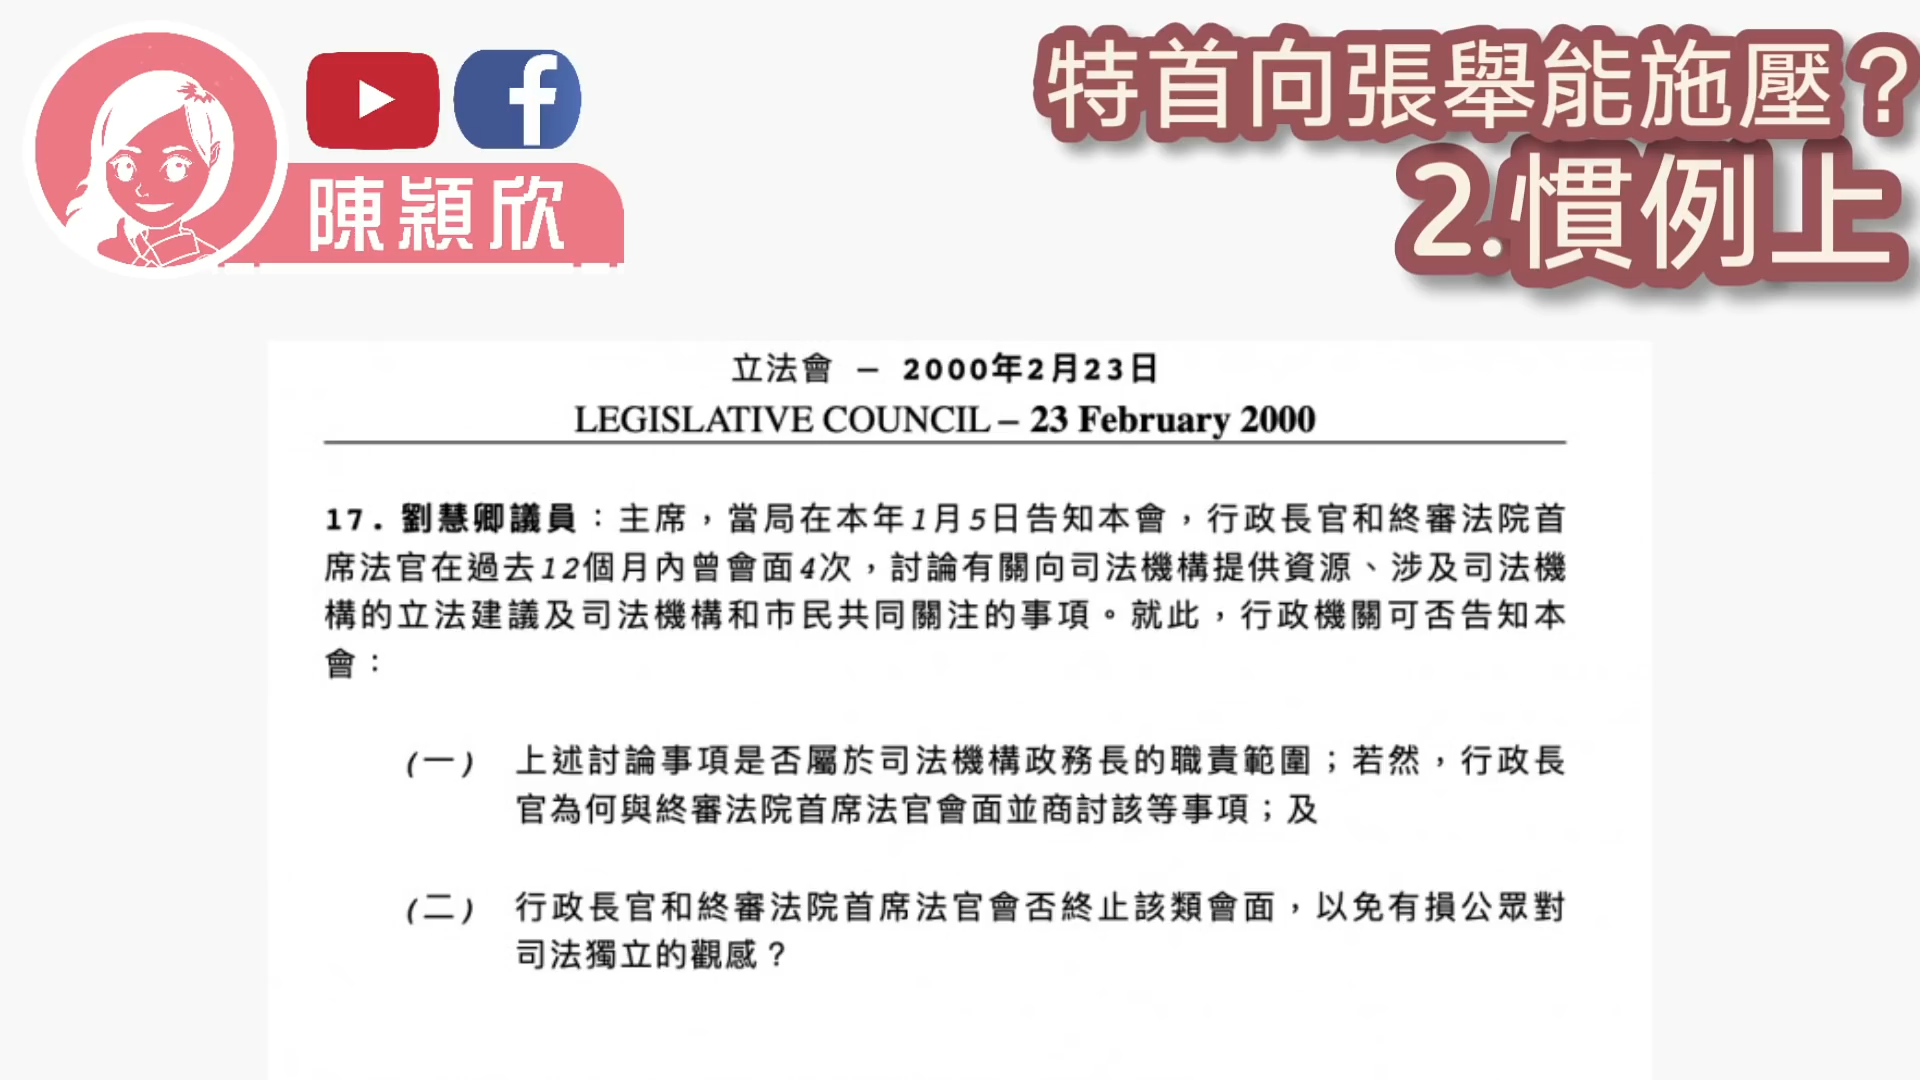 陳穎欣
特首向張舉能施壓？
2.慣例上
立法會 － 2000年2月23日
LEGISLATIVE COUNCIL – 23 February 2000
17. 劉慧卿議員：主席，當局在本年1月5日告知本會，行政長官和終審法院首
席法官在過去12個月內曾會面4次，討論有關向司法機構提供資源、涉及司法機
構的立法建議及司法機構和市民共同關注的事項。就此，行政機關可否告知本
會：
(一) 上述討論事項是否屬於司法機構政務長的職責範圍；若然，行政長
官為何與終審法院首席法官會面並商討該等事項；及
(二) 行政長官和終審法院首席法官會否終止該類會面，以免有損公眾對
司法獨立的觀感？